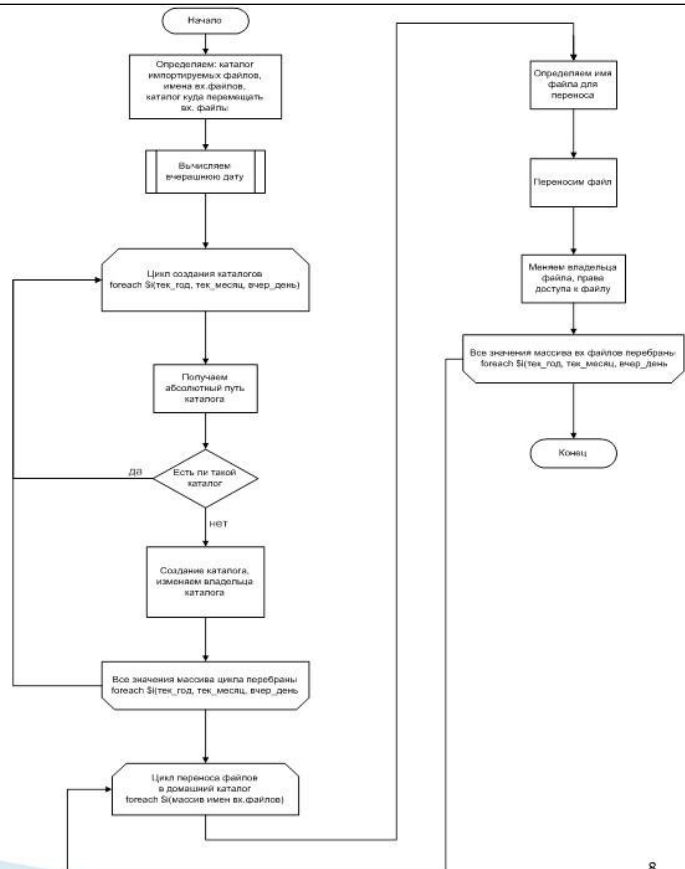 Начало
Определяем: каталог
импортируемых файлов,
имена вх.файлов,
каталог куда перемещать
вх. файлы
Вычисляем
вчерашнюю дату
Цикл создания каталогов
foreach $i(тек_год, тек_месяц, вчер_день)
Получаем
абсолютный путь
каталога
да
Есть ли такой
каталог
нет
Создание каталога,
изменяем владельца
каталога
Все значения массива цикла перебраны
foreach $i(тек_год, тек_месяц, вчер_день
Цикл переноса файлов
в домашний каталог
foreach $i(массив имен вх.файлов)
Определяем имя
файла для
переноса
Переносим файл
Меняем владельца
файла, права
доступа к файлу
Все значения массива вх файлов перебраны
foreach $i(тек_год, тек_месяц, вчер_день
Конец
8